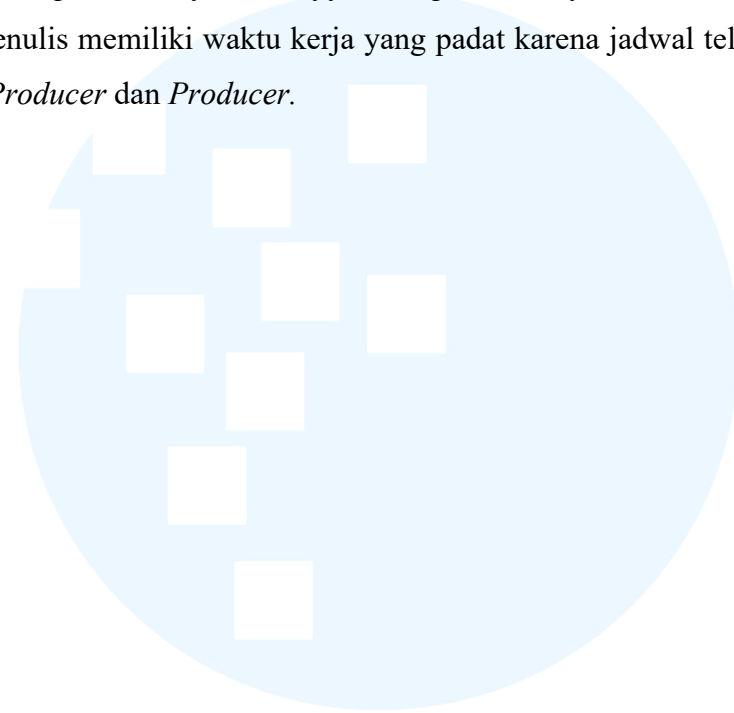 enulis memiliki waktu kerja yang padat karena jadwal tel
Producer dan Producer.